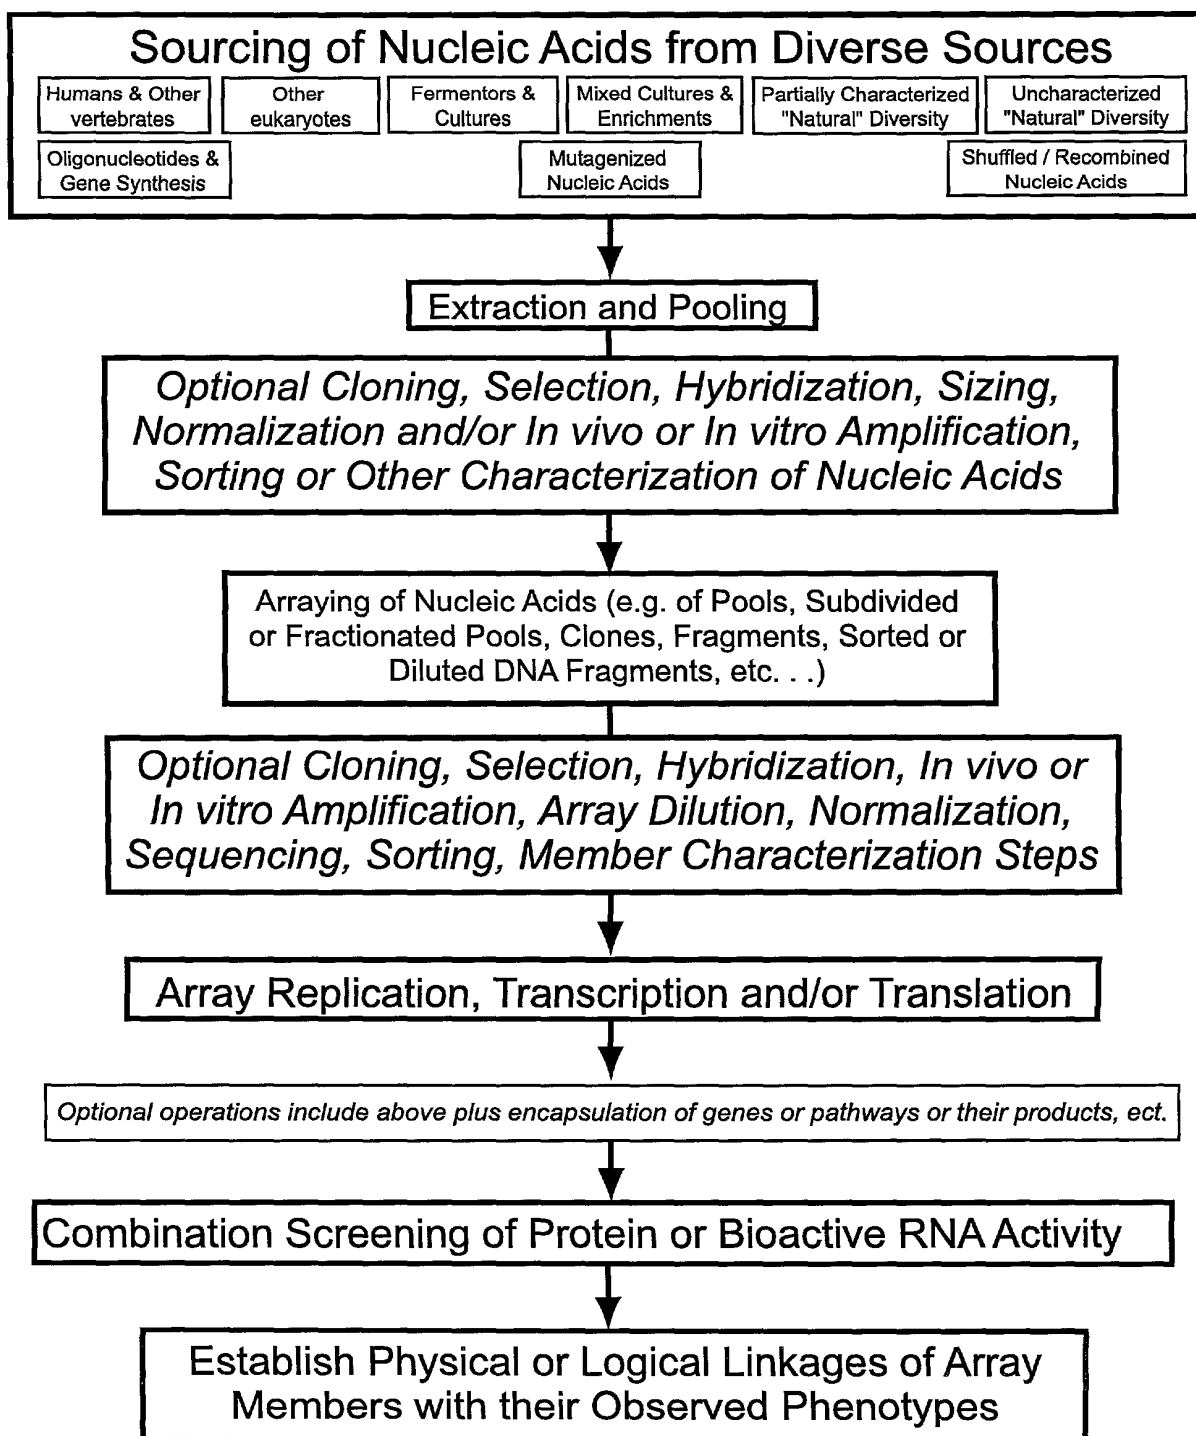 Sourcing of Nucleic Acids from Diverse Sources
Humans & Other
vertebrates
Other
eukaryotes
Fermentors &
Cultures
Mixed Cultures &
Enrichments
Partially Characterized
"Natural" Diversity
Uncharacterized
"Natural" Diversity
Oligonucleotides &
Gene Synthesis
Mutagenized
Nucleic Acids
Shuffled / Recombined
Nucleic Acids
Extraction and Pooling
Optional Cloning, Selection, Hybridization, Sizing,
Normalization and/or In vivo or In vitro Amplification,
Sorting or Other Characterization of Nucleic Acids
Arraying of Nucleic Acids (e.g. of Pools, Subdivided
or Fractionated Pools, Clones, Fragments, Sorted or
Diluted DNA Fragments, etc. . .)
Optional Cloning, Selection, Hybridization, In vivo or
In vitro Amplification, Array Dilution, Normalization,
Sequencing, Sorting, Member Characterization Steps
Array Replication, Transcription and/or Translation
Optional operations include above plus encapsulation of genes or pathways or their products, ect.
Combination Screening of Protein or Bioactive RNA Activity
Establish Physical or Logical Linkages of Array
Members with their Observed Phenotypes